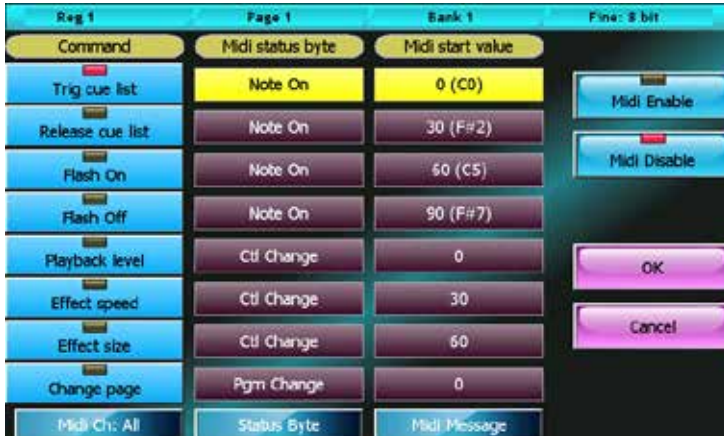 Reg 1 Page 1 Bank 1 Fine: 8 bit
Command Midi status byte Midi start value
Trig cue list Note On 0 (C0)
Midi Enable
Release cue list Note On 30 (F#2)
Midi Disable
Flash On Note On 60 (C5)
Flash Off Note On 90 (F#7)
Playback level Ctl Change 0
OK
Effect speed Ctl Change 30
Cancel
Effect size Ctl Change 60
Change page Pgm Change 0
Midi Ch: All Status Byte Midi Message